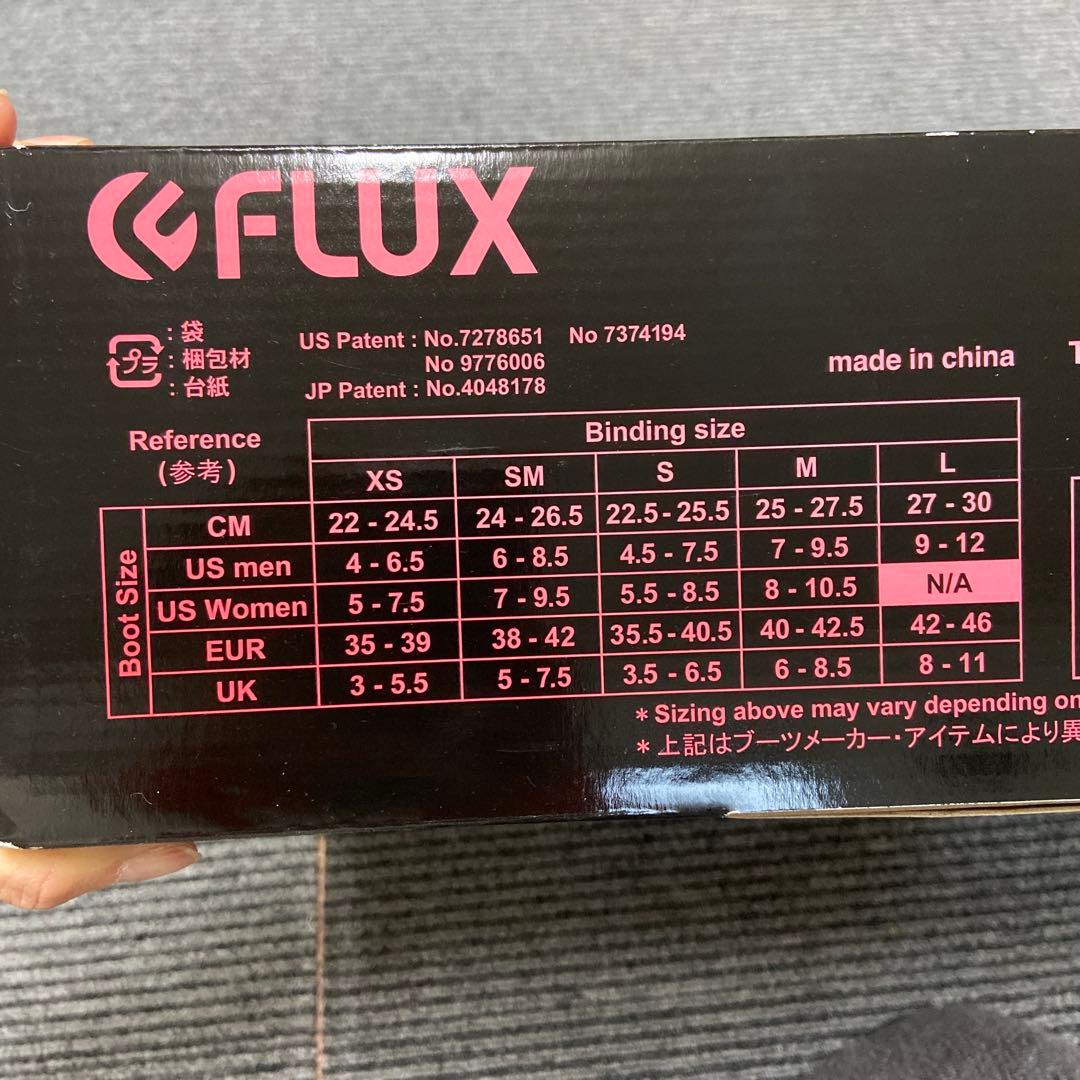 FLUX
プラ : 袋
: 梱包材
: 台紙
US Patent : No.7278651 No 7374194
No 9776006
JP Patent : No.4048178
made in china
T
Reference
(参考)
Binding size
XS SM S M L
Boot Size
CM 22 - 24.5 24 - 26.5 22.5 - 25.5 25 - 27.5 27 - 30
US men 4 - 6.5 6 - 8.5 4.5 - 7.5 7 - 9.5 9 - 12
US Women 5 - 7.5 7 - 9.5 5.5 - 8.5 8 - 10.5 N/A
EUR 35 - 39 38 - 42 35.5 - 40.5 40 - 42.5 42 - 46
UK 3 - 5.5 5 - 7.5 3.5 - 6.5 6 - 8.5 8 - 11
* Sizing above may vary depending on
* 上記はブーツメーカー・アイテムにより異